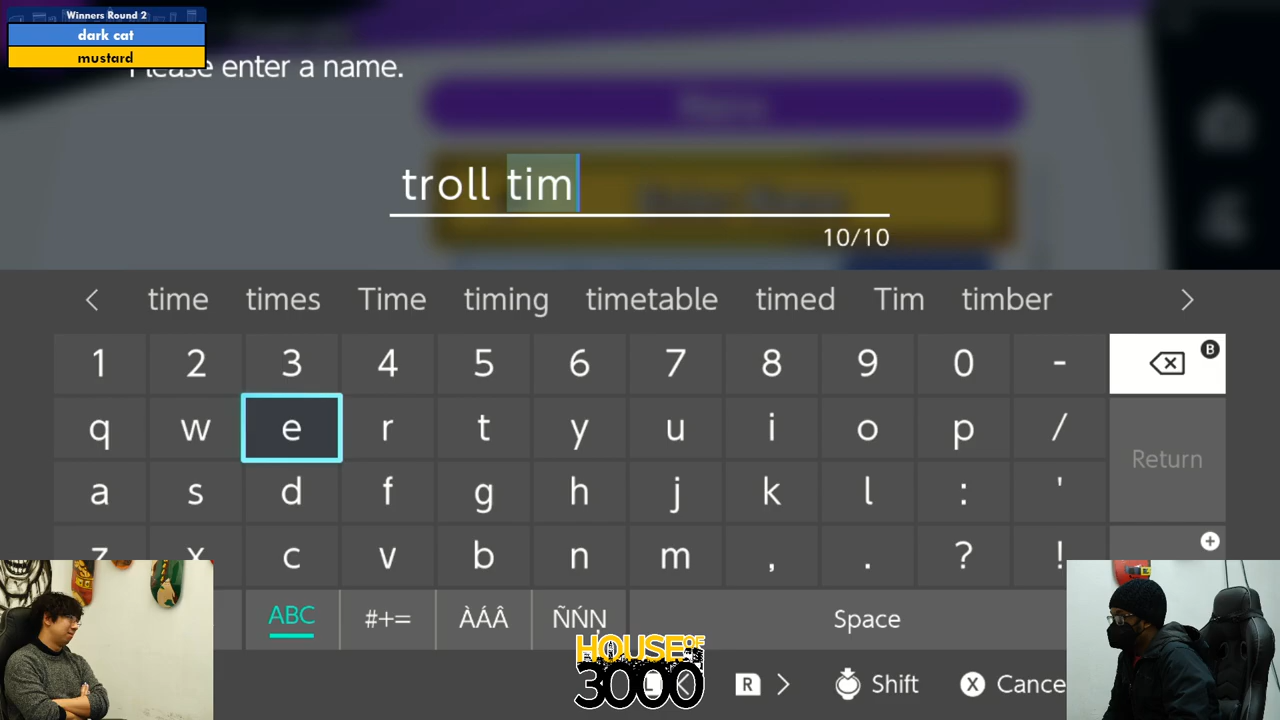 Winners Round 2
dark cat
mustard
Please enter a name.
troll tim
10/10
time times Time timing timetable timed Tim timber
1 2 3 4 5 6 7 8 9 0 - B
q w e r t y u i o p /
Return
a s d f g h j k l : '
z x c v b n m , . ? ! +
ABC #+= ÀÁÂ ÑŃŅ Space
HOUSE OF
3000
L R Shift X Cance